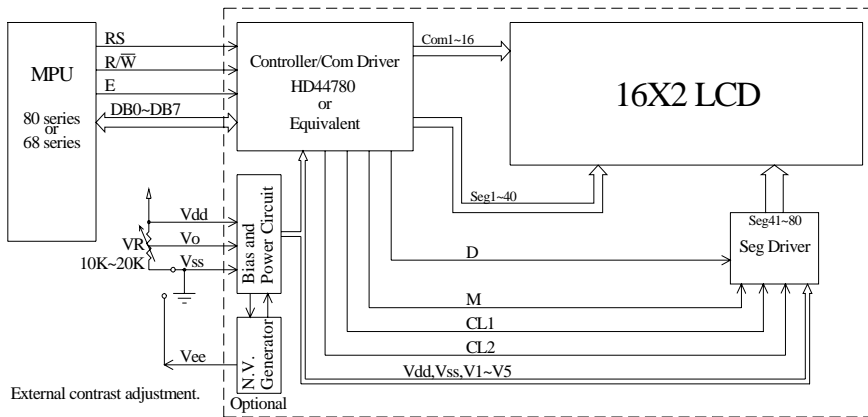 MPU
80 series
or
68 series
RS
R/W̅
E
DB0~DB7
Controller/Com Driver
HD44780
or
Equivalent
Com1~16
16X2 LCD
Seg1~40
Seg41~80
Seg Driver
Vdd
Vo
Vss
VR
10K~20K
Bias and
Power Circuit
N.V.
Generator
Optional
Vee
External contrast adjustment.
D
M
CL1
CL2
Vdd,Vss,V1~V5